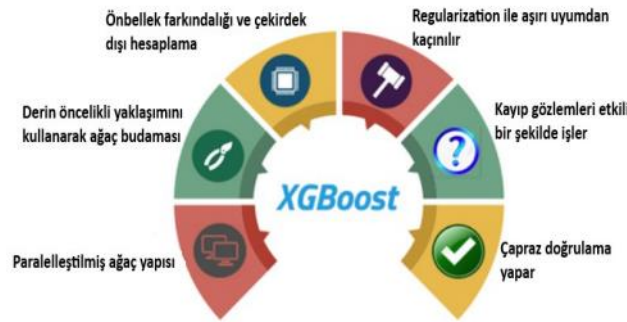 Önbellek farkındalığı ve çekirdek
dışı hesaplama
Regularization ile aşırı uyumdan
kaçınılır
Derin öncelikli yaklaşımını
kullanarak ağaç budaması
Kayıp gözlemleri etkili
bir şekilde işler
?
XGBoost
Paralelleştilmiş ağaç yapısı
Çapraz doğrulama
yapar